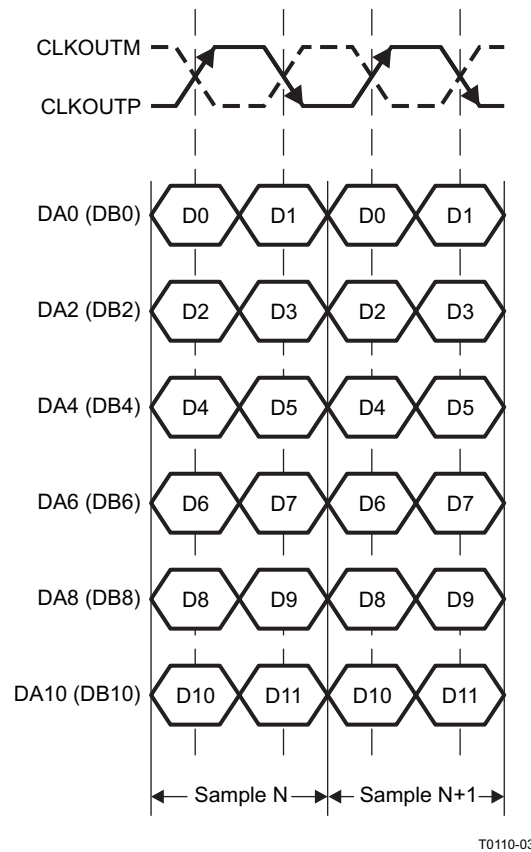 CLKOUTM
CLKOUTP
DA0 (DB0) D0 D1 D0 D1
DA2 (DB2) D2 D3 D2 D3
DA4 (DB4) D4 D5 D4 D5
DA6 (DB6) D6 D7 D6 D7
DA8 (DB8) D8 D9 D8 D9
DA10 (DB10) D10 D11 D10 D11
Sample N Sample N+1
T0110-03